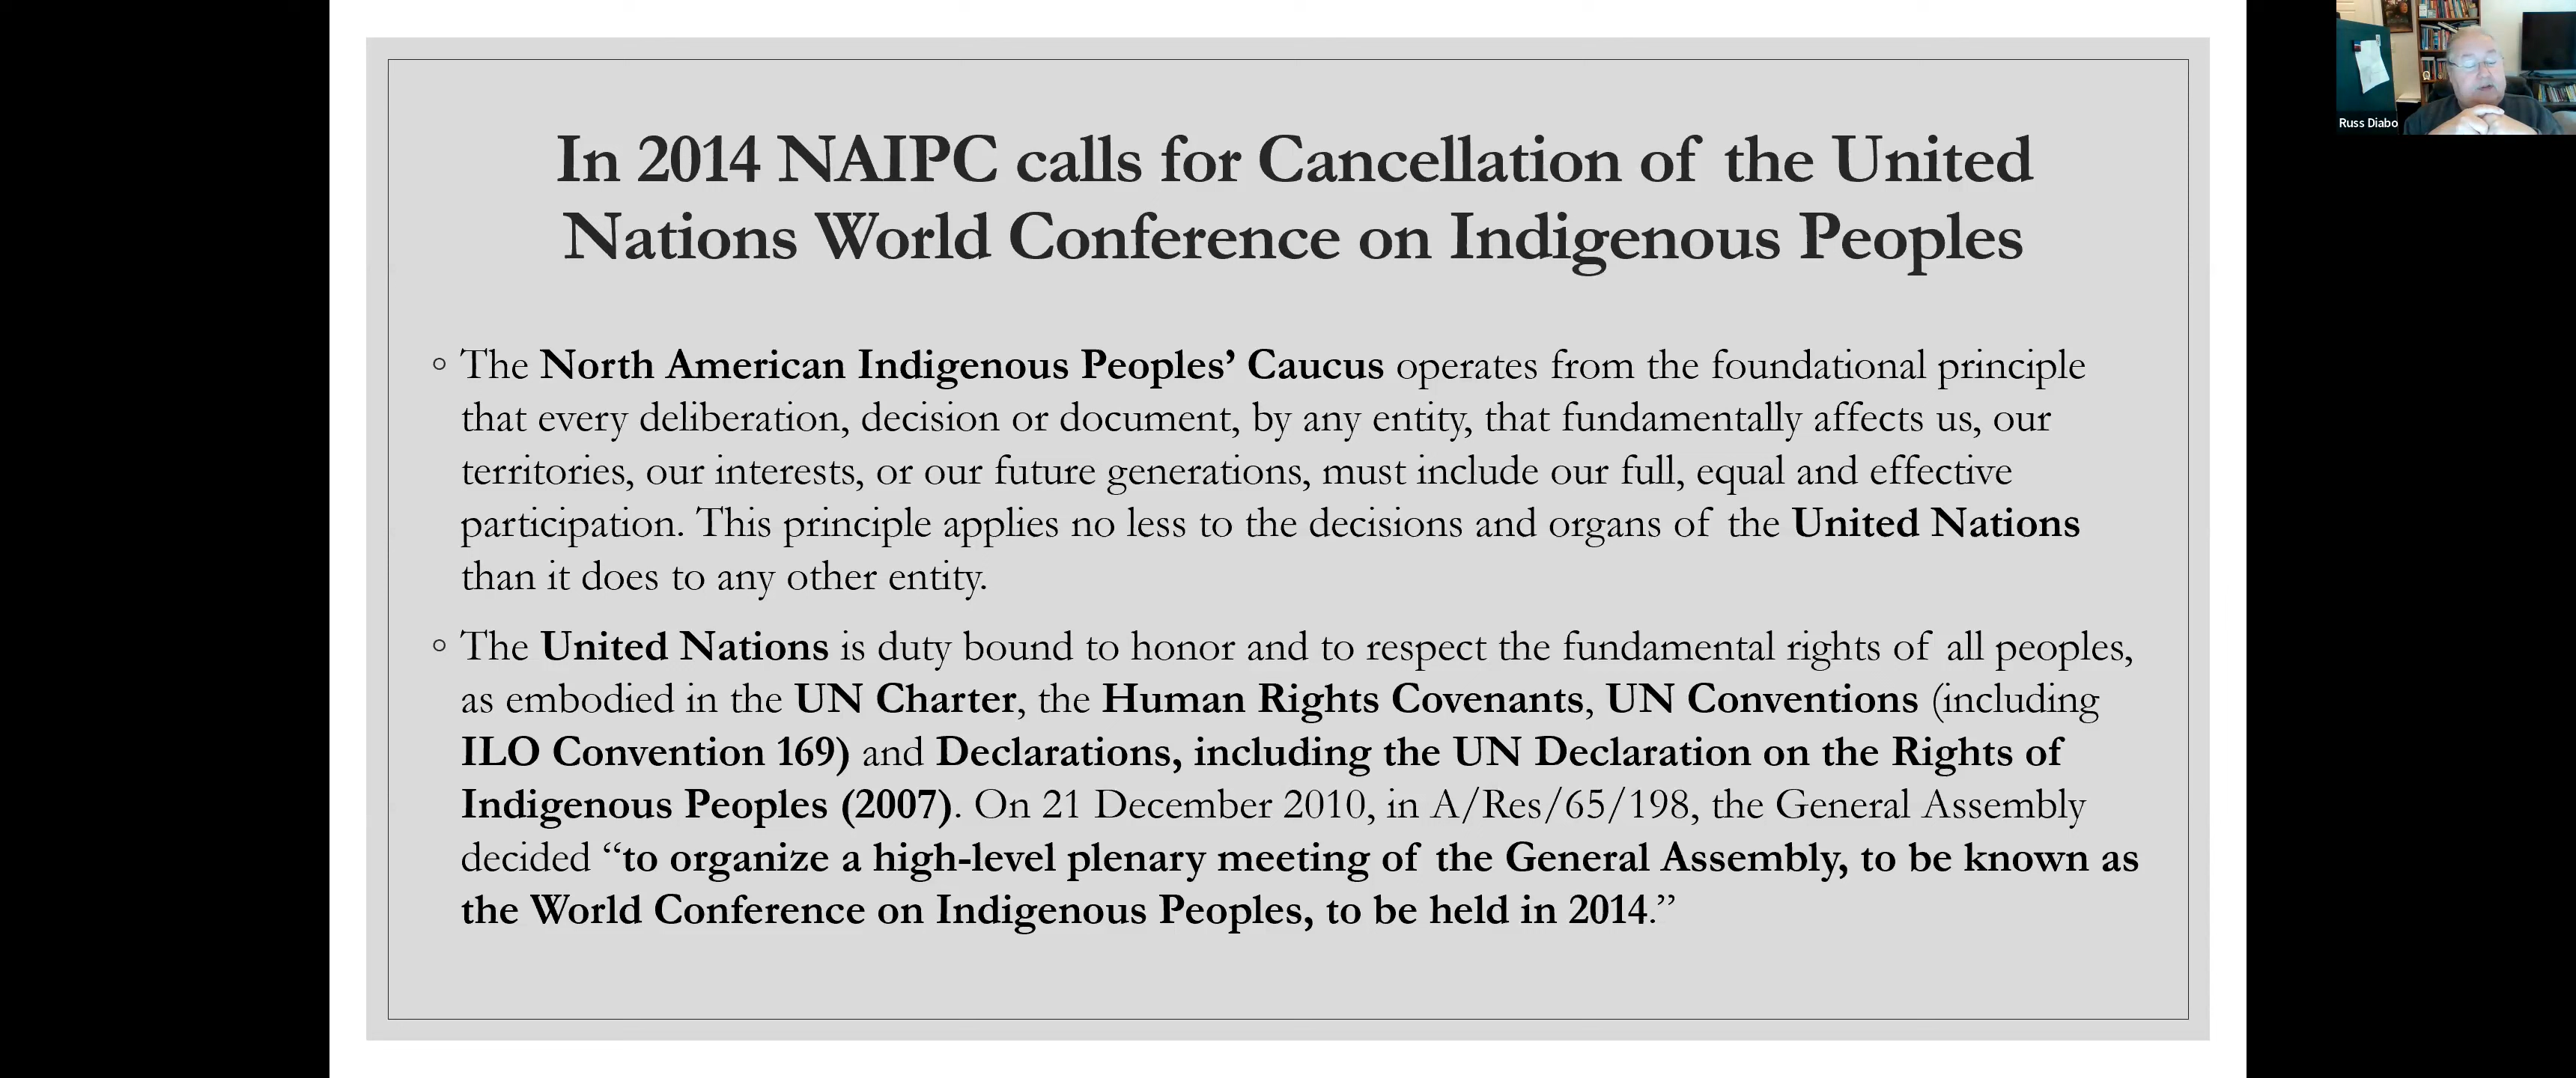 In 2014 NAIPC calls for Cancellation of the United
Nations World Conference on Indigenous Peoples
◦ The North American Indigenous Peoples’ Caucus operates from the foundational principle
that every deliberation, decision or document, by any entity, that fundamentally affects us, our
territories, our interests, or our future generations, must include our full, equal and effective
participation. This principle applies no less to the decisions and organs of the United Nations
than it does to any other entity.
◦ The United Nations is duty bound to honor and to respect the fundamental rights of all peoples,
as embodied in the UN Charter, the Human Rights Covenants, UN Conventions (including
ILO Convention 169) and Declarations, including the UN Declaration on the Rights of
Indigenous Peoples (2007). On 21 December 2010, in A/Res/65/198, the General Assembly
decided “to organize a high-level plenary meeting of the General Assembly, to be known as
the World Conference on Indigenous Peoples, to be held in 2014.”
Russ Diabo